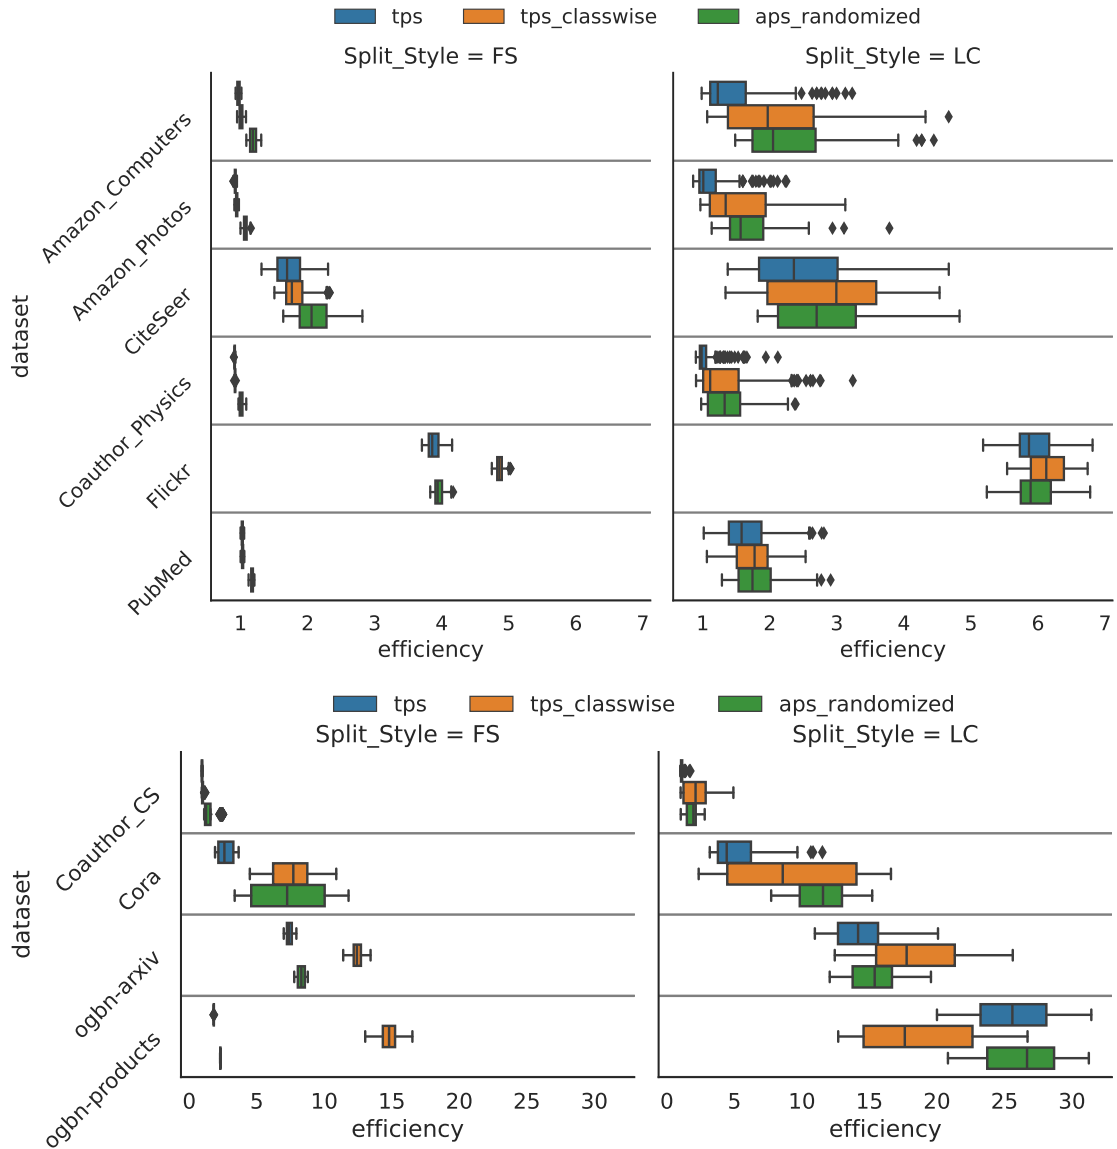 tps tps_classwise aps_randomized
Split_Style = FS Split_Style = LC
dataset
Amazon_Computers
Amazon_Photos
CiteSeer
Coauthor_Physics
Flickr
PubMed
1 2 3 4 5 6 7 1 2 3 4 5 6 7
efficiency efficiency
tps tps_classwise aps_randomized
Split_Style = FS Split_Style = LC
dataset
Coauthor_CS
Cora
ogbn-arxiv
ogbn-products
0 5 10 15 20 25 30 0 5 10 15 20 25 30
efficiency efficiency